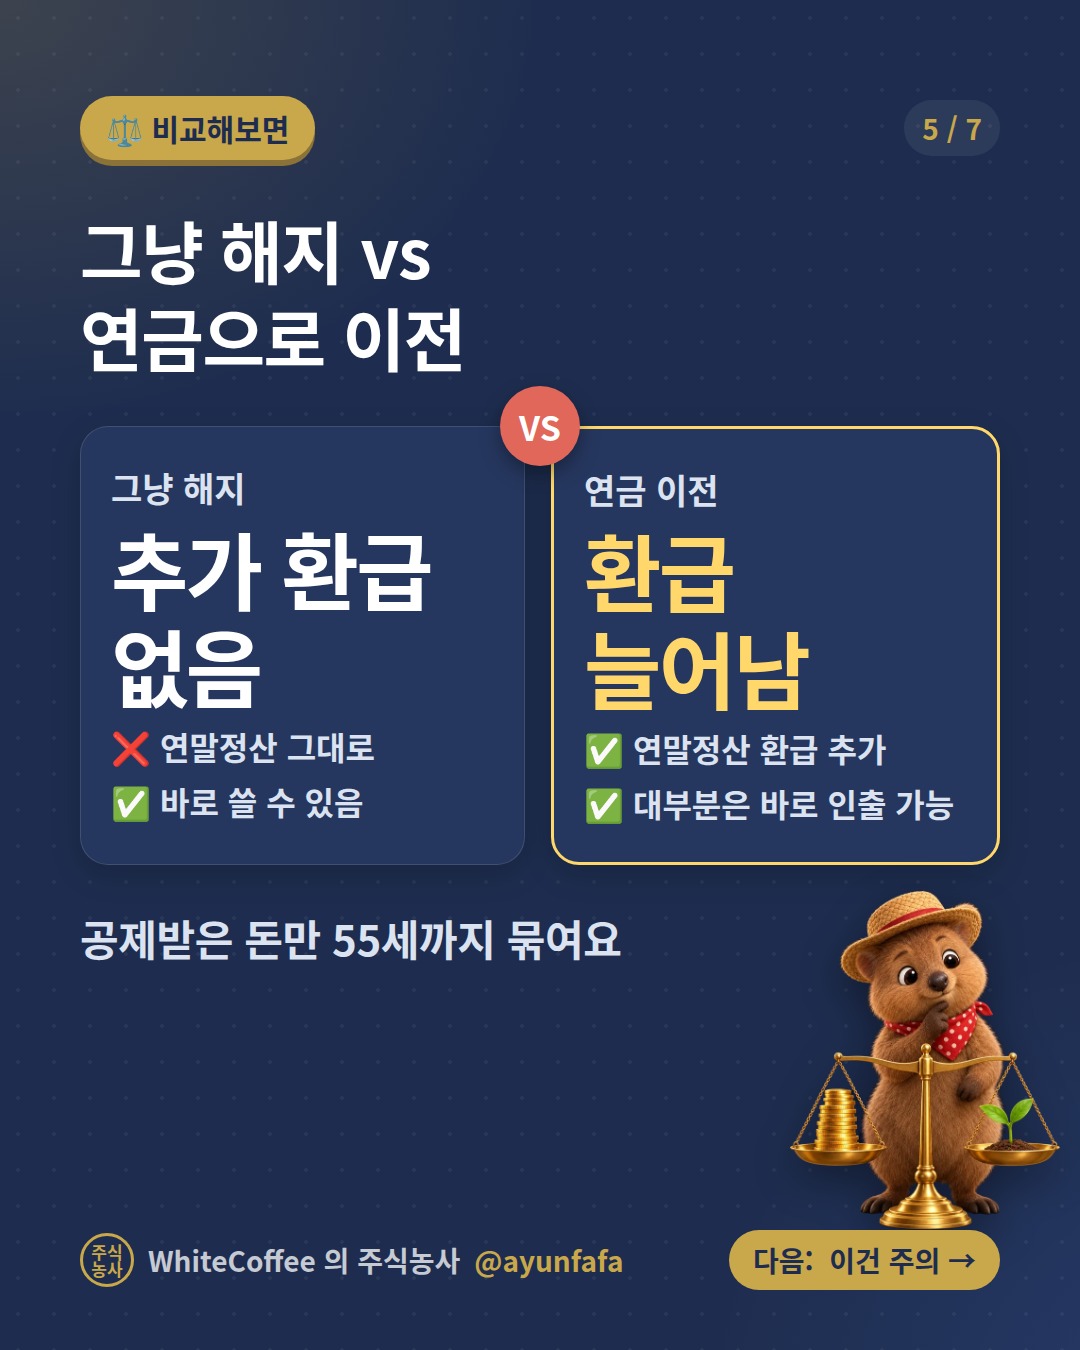 ⚖️ 비교해보면
5 / 7
그냥 해지 vs
연금으로 이전
VS
그냥 해지
추가 환급
없음
❌ 연말정산 그대로
✅ 바로 쓸 수 있음
연금 이전
환급
늘어남
✅ 연말정산 환급 추가
✅ 대부분은 바로 인출 가능
공제받은 돈만 55세까지 묶여요
주식
농사
WhiteCoffee 의 주식농사 @ayunfafa
다음: 이건 주의 →